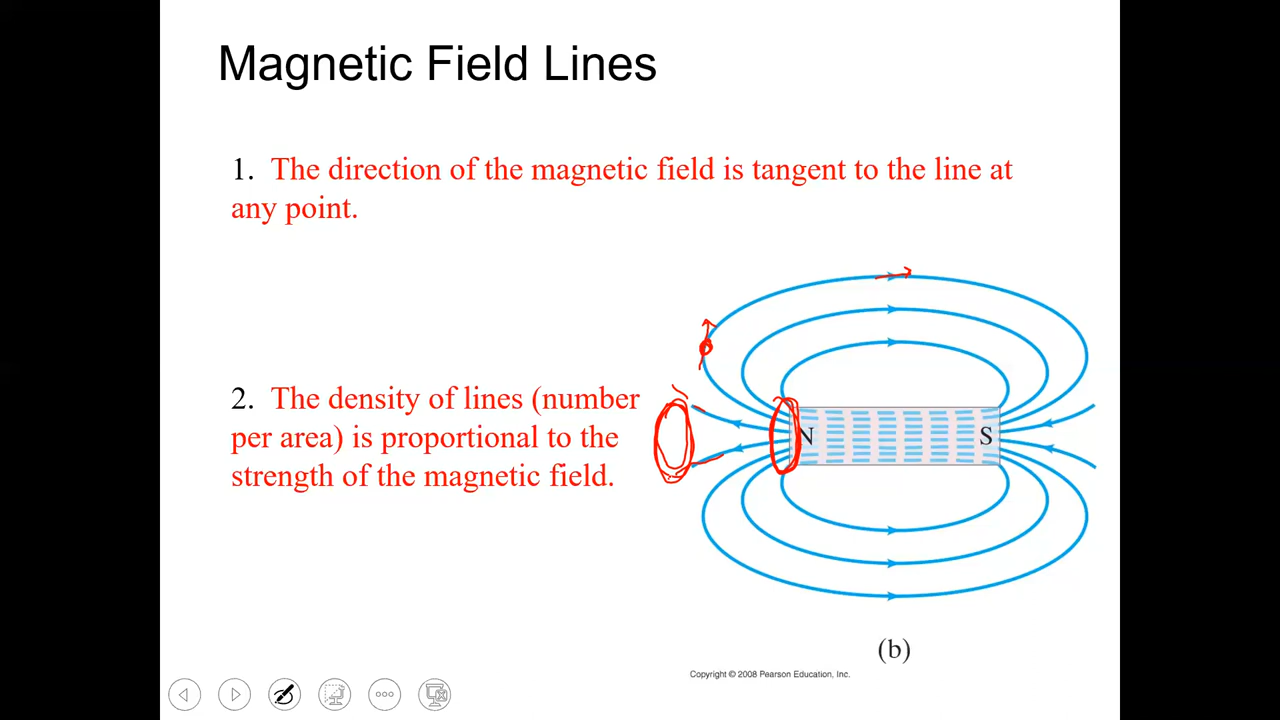 Magnetic Field Lines
1. The direction of the magnetic field is tangent to the line at
any point.
2. The density of lines (number
per area) is proportional to the
strength of the magnetic field.
N
S
(b)
Copyright © 2008 Pearson Education, Inc.